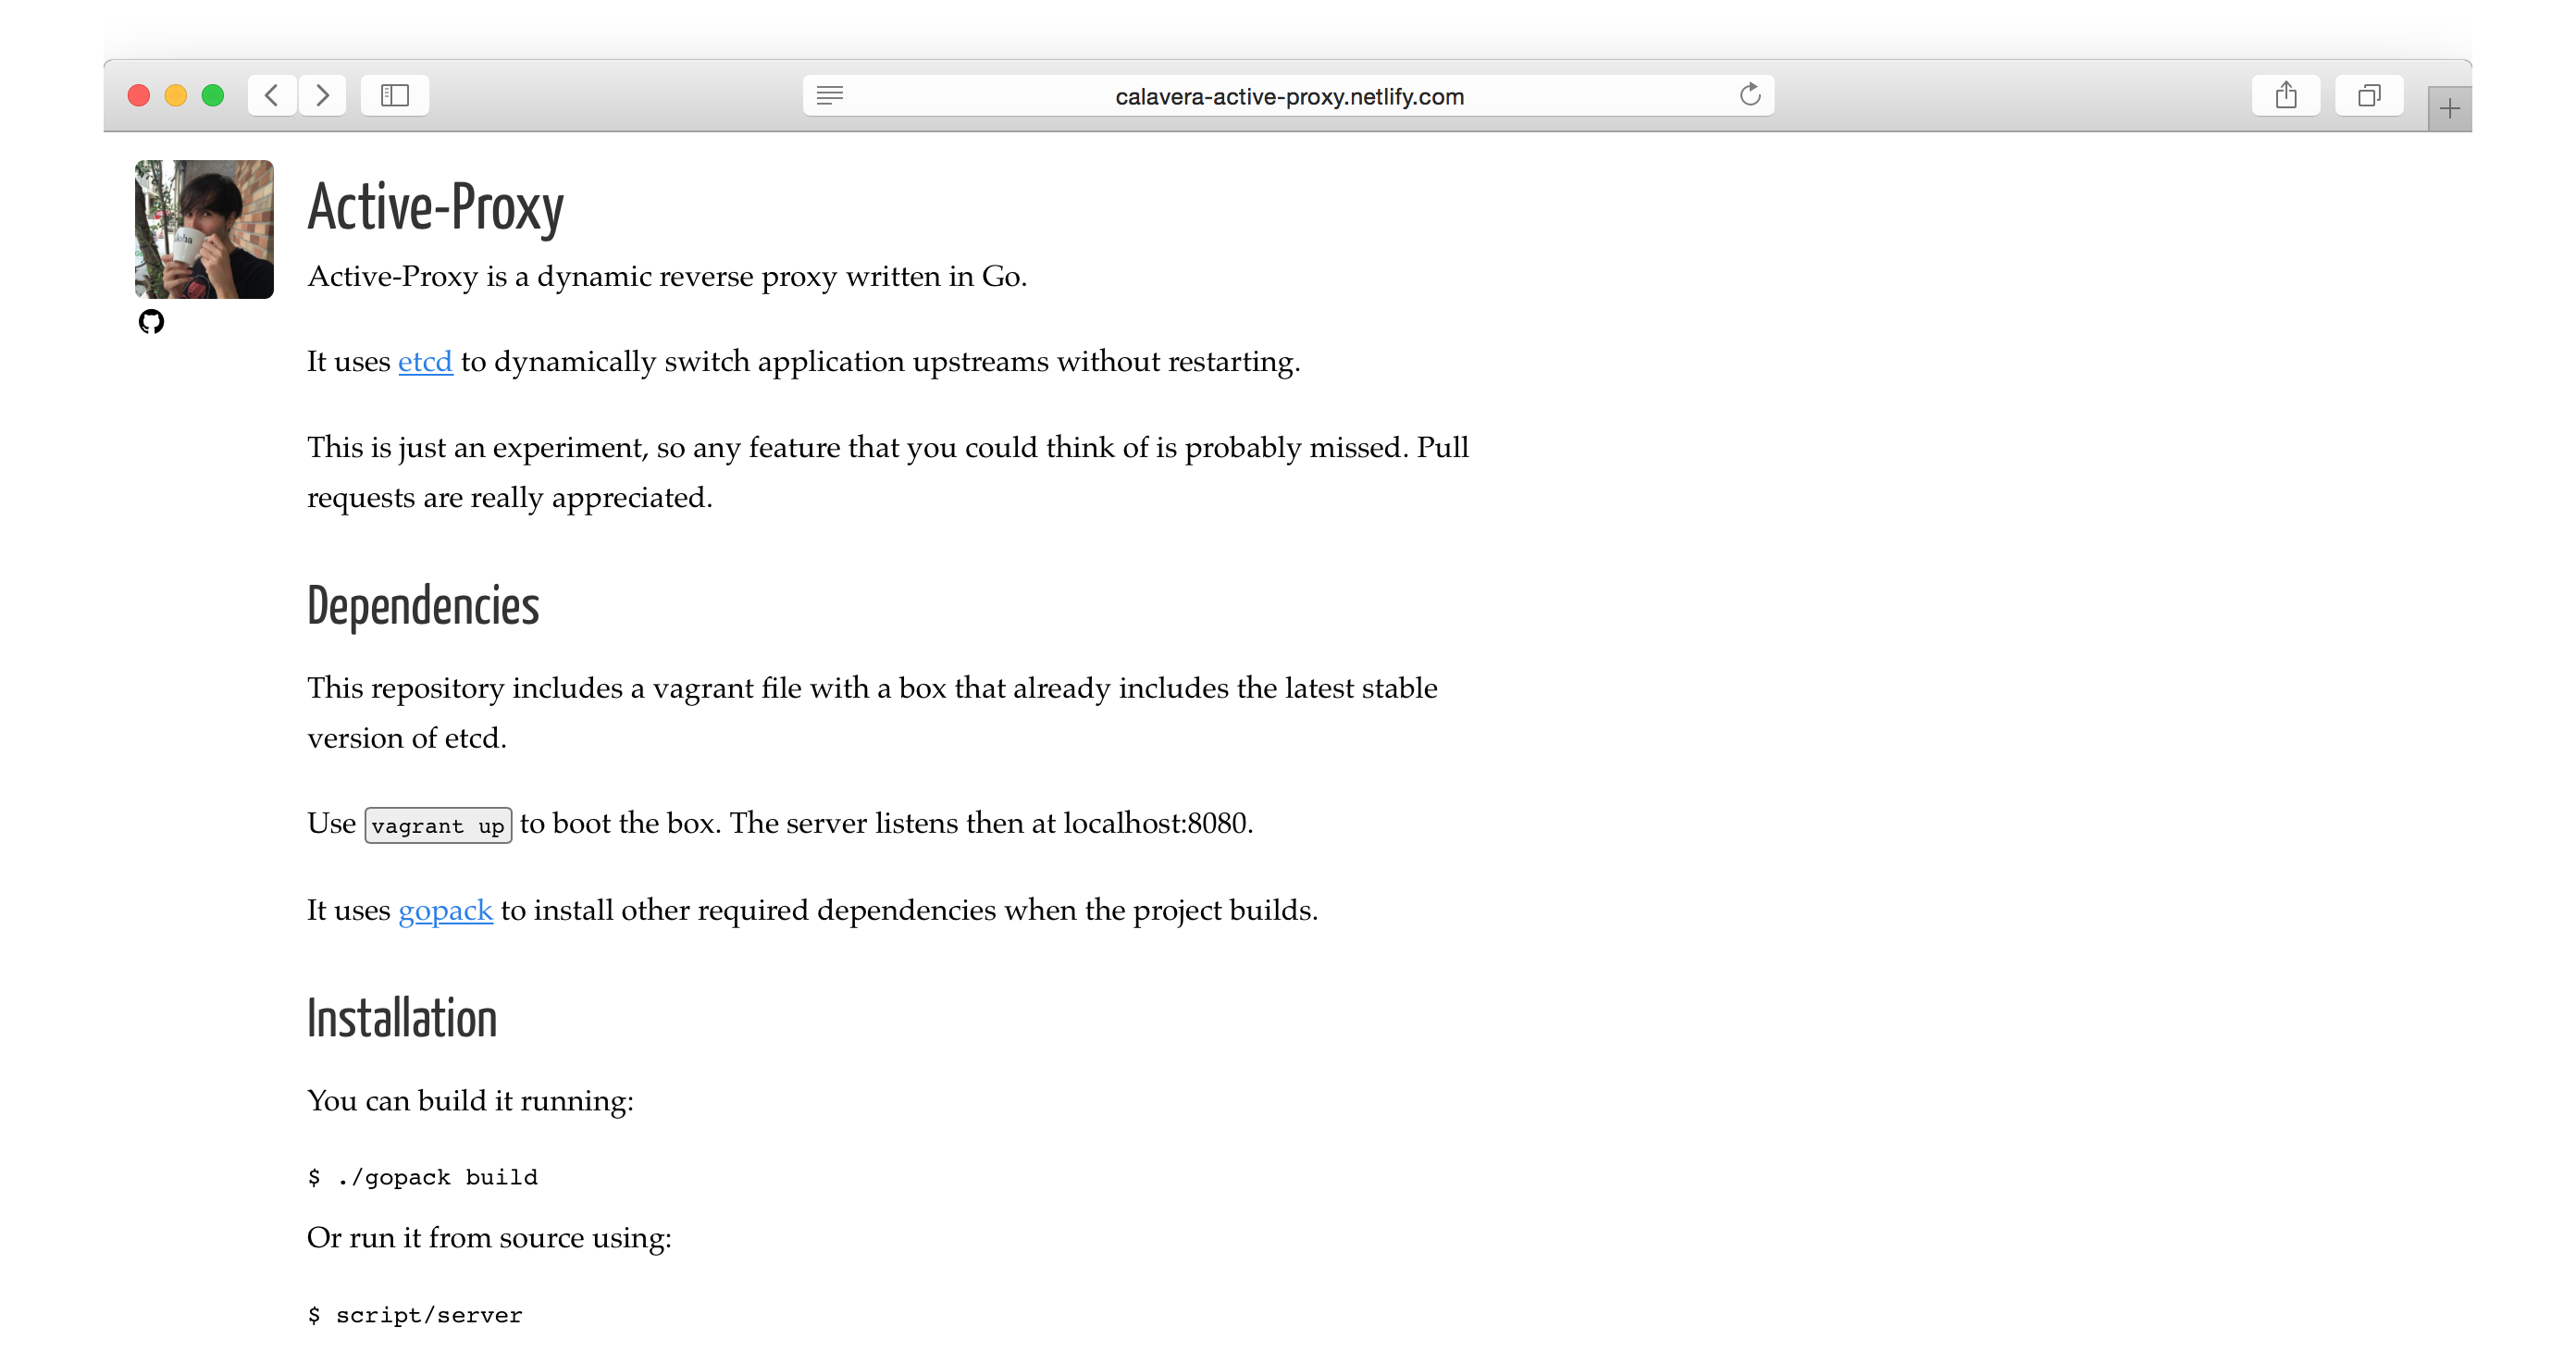 calavera-active-proxy.netlify.com
Active-Proxy
Active-Proxy is a dynamic reverse proxy written in Go.
It uses etcd to dynamically switch application upstreams without restarting.
This is just an experiment, so any feature that you could think of is probably missed. Pull
requests are really appreciated.
Dependencies
This repository includes a vagrant file with a box that already includes the latest stable
version of etcd.
Use vagrant up to boot the box. The server listens then at localhost:8080.
It uses gopack to install other required dependencies when the project builds.
Installation
You can build it running:
$ ./gopack build
Or run it from source using:
$ script/server